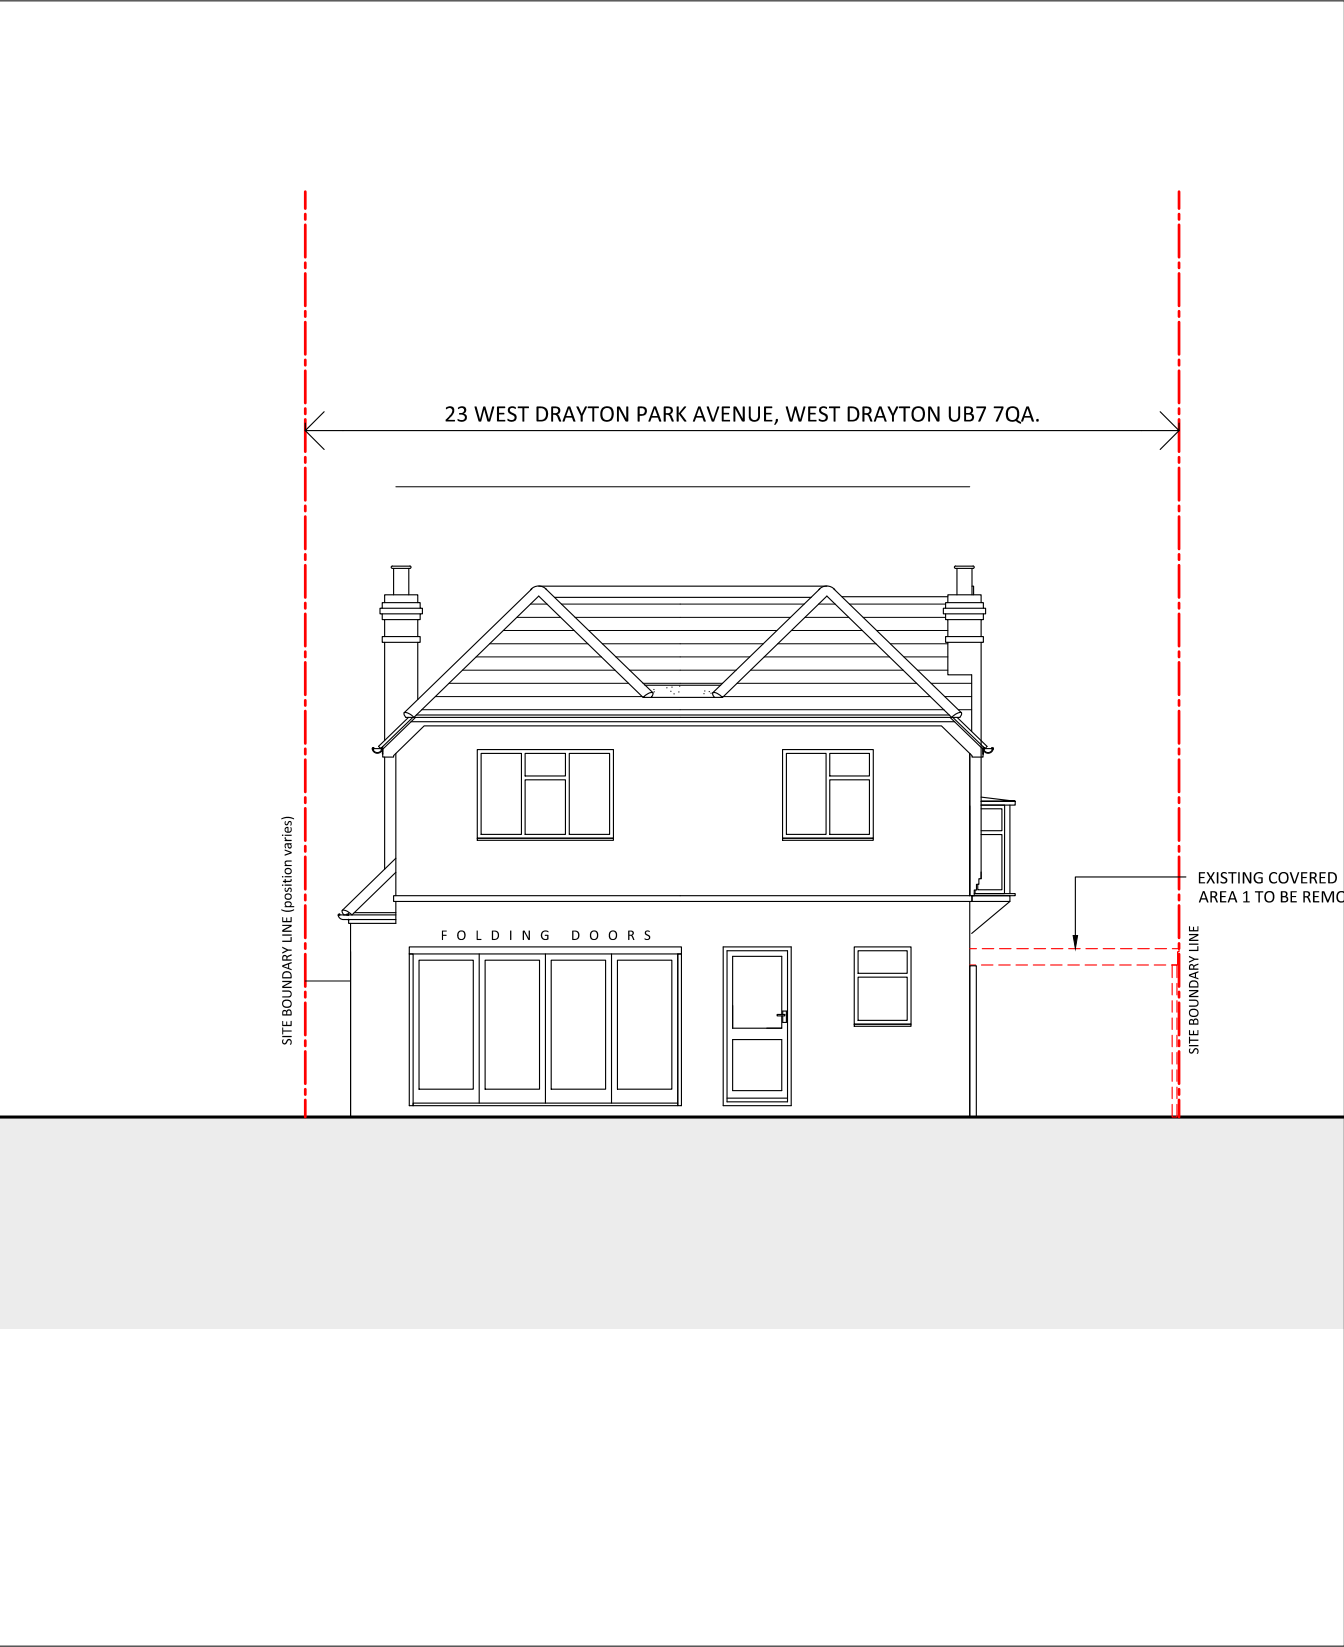 23 WEST DRAYTON PARK AVENUE, WEST DRAYTON UB7 7QA.
SITE BOUNDARY LINE (position varies)
EXISTING COVERED
AREA 1 TO BE REMO
FOLDING DOORS
SITE BOUNDARY LINE